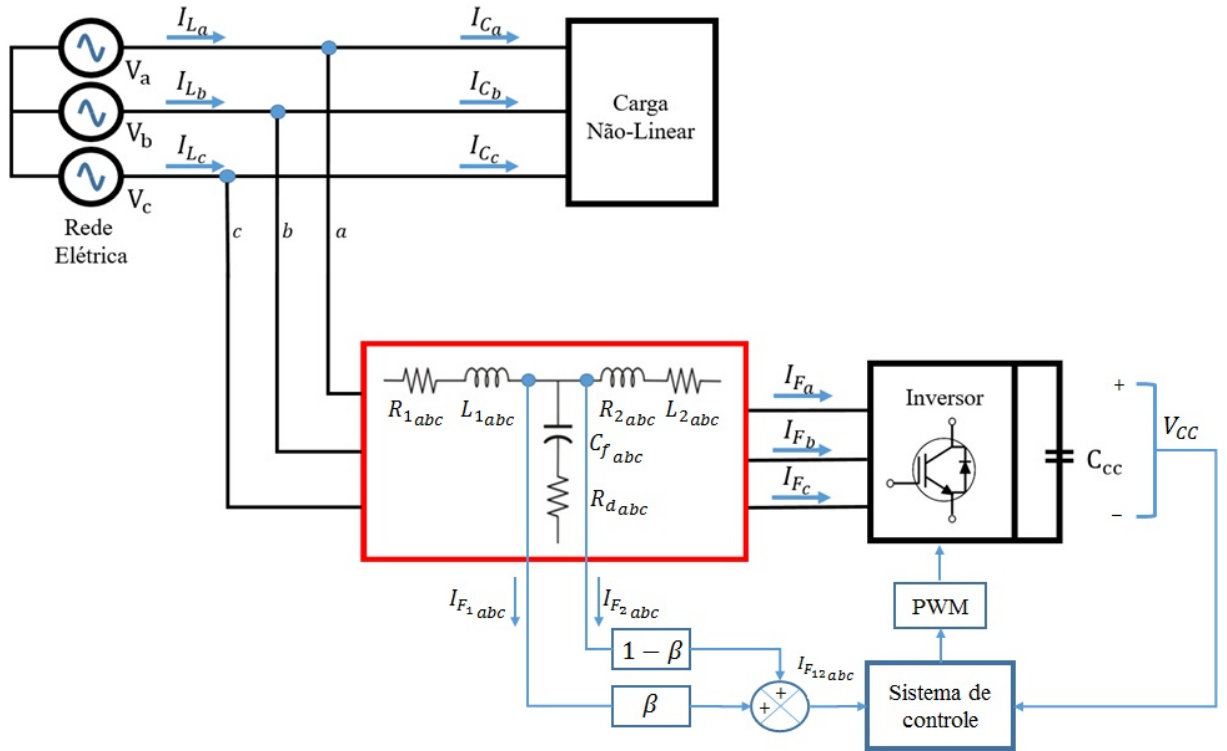 I_{L_a}
I_{C_a}
V_a
I_{L_b}
I_{C_b}
V_b
I_{L_c}
I_{C_c}
V_c
Carga
Não-Linear
Rede
Elétrica
c
b
a
R_{1_{abc}}
L_{1_{abc}}
R_{2_{abc}}
L_{2_{abc}}
C_{f_{abc}}
R_{d_{abc}}
I_{F_a}
I_{F_b}
I_{F_c}
Inversor
C_{cc}
+
V_{CC}
−
I_{F_{1\,abc}}
I_{F_{2\,abc}}
PWM
1 − β
β
+
+
I_{F_{12\,abc}}
Sistema de
controle